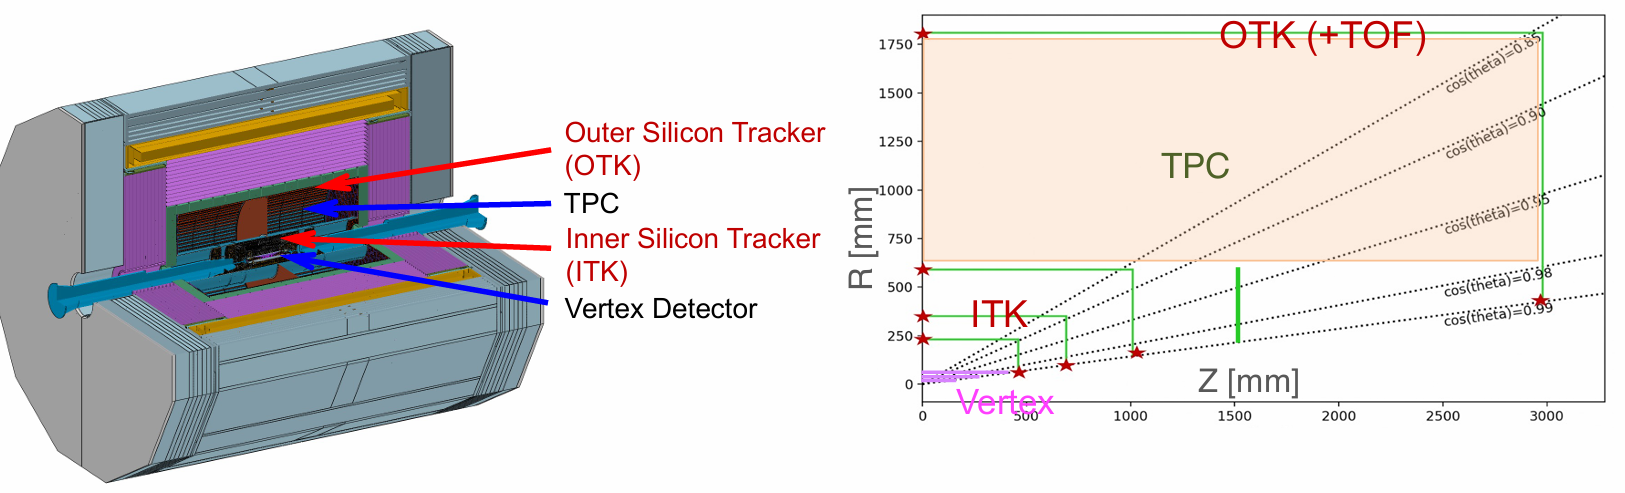 Outer Silicon Tracker
(OTK)
TPC
Inner Silicon Tracker
(ITK)
Vertex Detector
OTK (+TOF)
cos(theta)=0.85
cos(theta)=0.90
TPC
cos(theta)=0.95
cos(theta)=0.98
cos(theta)=0.99
ITK
Vertex
R [mm]
1750
1500
1250
1000
750
500
250
0
Z [mm]
0
500
1000
1500
2000
2500
3000